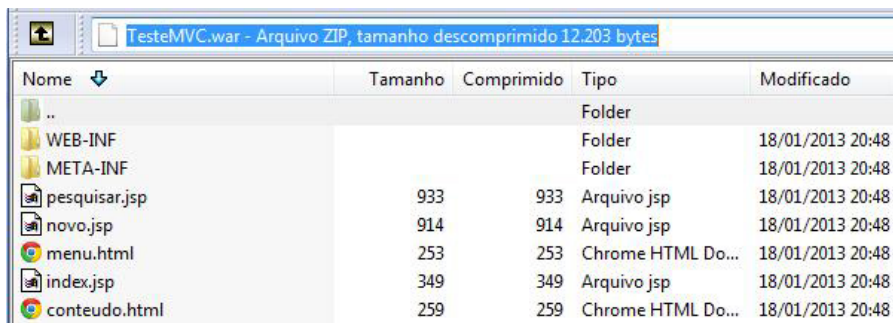 TesteMVC.war - Arquivo ZIP, tamanho descomprimido 12.203 bytes
Nome Tamanho Comprimido Tipo Modificado
.. Folder
WEB-INF Folder 18/01/2013 20:48
META-INF Folder 18/01/2013 20:48
pesquisar.jsp 933 933 Arquivo jsp 18/01/2013 20:48
novo.jsp 914 914 Arquivo jsp 18/01/2013 20:48
menu.html 253 253 Chrome HTML Do... 18/01/2013 20:48
index.jsp 349 349 Arquivo jsp 18/01/2013 20:48
conteudo.html 259 259 Chrome HTML Do... 18/01/2013 20:48